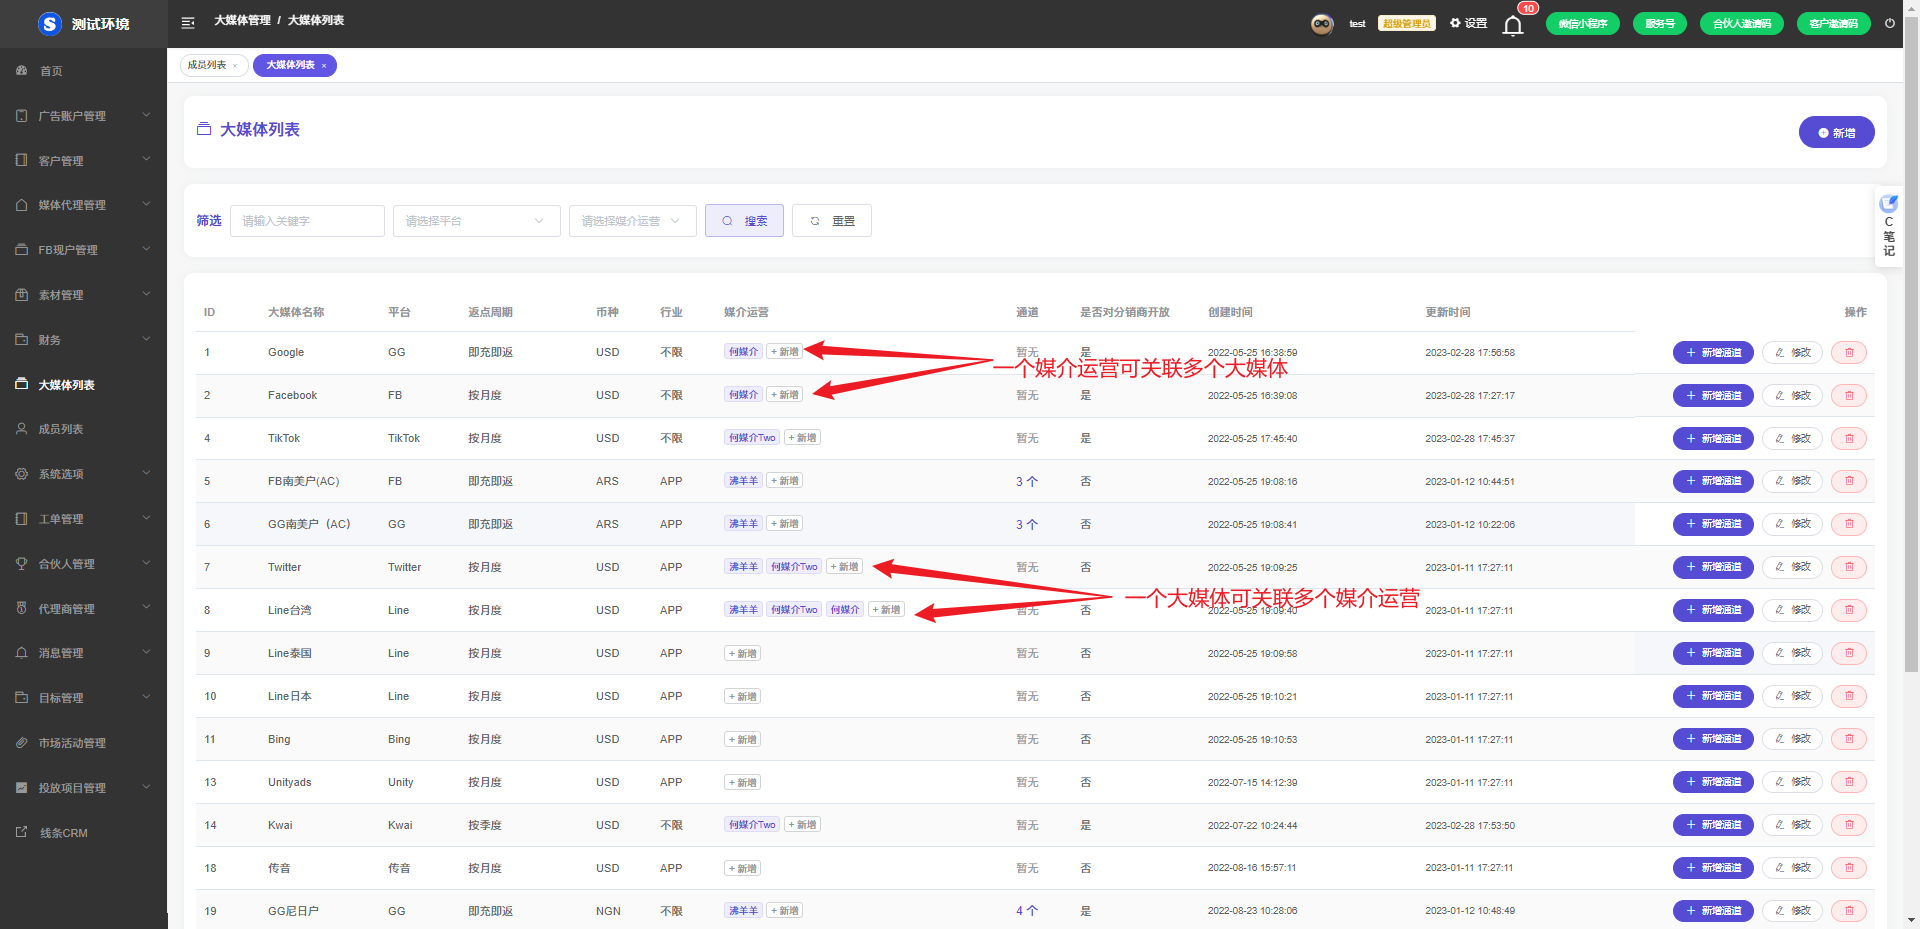 测试环境
大媒体管理 / 大媒体列表
test 超级管理员 设置 10 微信小程序 服务号 合伙人邀请码 客户邀请码
首页
广告账户管理
客户管理
媒体代理管理
FB现户管理
素材管理
财务
大媒体列表
成员列表
系统选项
工单管理
合伙人管理
代理商管理
消息管理
目标管理
市场活动管理
投放项目管理
线条CRM
成员列表 × 大媒体列表 ×
大媒体列表
新增
筛选 请输入关键字 请选择平台 请选择媒介运营 搜索 重置
C
笔
记
ID 大媒体名称 平台 返点周期 币种 行业 媒介运营 通道 是否对分销商开放 创建时间 更新时间 操作
1 Google GG 即充即返 USD 不限 何媒介 + 新增 暂无 是 2022-05-25 16:38:59 2023-02-28 17:56:58 + 新增通道 修改
一个媒介运营可关联多个大媒体
2 Facebook FB 按月度 USD 不限 何媒介 + 新增 暂无 是 2022-05-25 16:39:08 2023-02-28 17:27:17 + 新增通道 修改
4 TikTok TikTok 按月度 USD 不限 何媒介Two + 新增 暂无 是 2022-05-25 17:45:40 2023-02-28 17:45:37 + 新增通道 修改
5 FB南美户(AC) FB 即充即返 ARS APP 沸羊羊 + 新增 3 个 否 2022-05-25 19:08:16 2023-01-12 10:44:51 + 新增通道 修改
6 GG南美户（AC） GG 即充即返 ARS APP 沸羊羊 + 新增 3 个 否 2022-05-25 19:08:41 2023-01-12 10:22:06 + 新增通道 修改
7 Twitter Twitter 按月度 USD APP 沸羊羊 何媒介Two + 新增 暂无 否 2022-05-25 19:09:25 2023-01-11 17:27:11 + 新增通道 修改
一个大媒体可关联多个媒介运营
8 Line台湾 Line 按月度 USD APP 沸羊羊 何媒介Two 何媒介 + 新增 暂无 否 2022-05-25 19:09:40 2023-01-11 17:27:11 + 新增通道 修改
9 Line泰国 Line 按月度 USD APP + 新增 暂无 否 2022-05-25 19:09:58 2023-01-11 17:27:11 + 新增通道 修改
10 Line日本 Line 按月度 USD APP + 新增 暂无 否 2022-05-25 19:10:21 2023-01-11 17:27:11 + 新增通道 修改
11 Bing Bing 按月度 USD APP + 新增 暂无 否 2022-05-25 19:10:53 2023-01-11 17:27:11 + 新增通道 修改
13 Unityads Unity 按月度 USD APP + 新增 暂无 否 2022-07-15 14:12:39 2023-01-11 17:27:11 + 新增通道 修改
14 Kwai Kwai 按季度 USD 不限 何媒介Two + 新增 暂无 是 2022-07-22 10:24:44 2023-02-28 17:53:50 + 新增通道 修改
18 传音 传音 按月度 USD APP + 新增 暂无 否 2022-08-16 15:57:11 2023-01-11 17:27:11 + 新增通道 修改
19 GG尼日户 GG 即充即返 NGN 不限 沸羊羊 + 新增 4 个 是 2022-08-23 10:28:06 2023-01-12 10:48:49 + 新增通道 修改